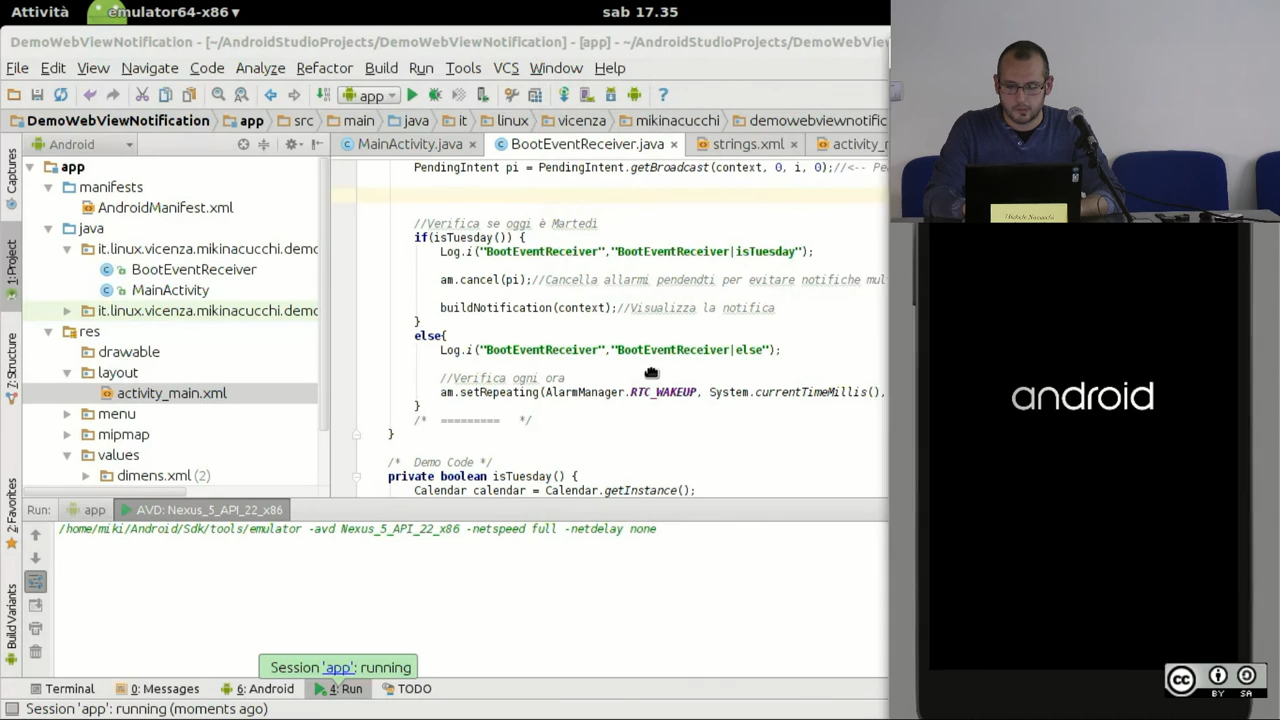 Attività
emulator64-x86 ▾
sab 17.35
DemoWebViewNotification - [~/AndroidStudioProjects/DemoWebViewNotification] - [app] - ~/AndroidStudioProjects/DemoWebViewN
File Edit View Navigate Code Analyze Refactor Build Run Tools VCS Window Help
app
DemoWebViewNotification app src main java it linux vicenza mikinacucchi demowebviewnotific
Android
MainActivity.java × BootEventReceiver.java × strings.xml × activity_m
1: Project
Captures
7: Structure
2: Favorites
Build Variants
app
manifests
AndroidManifest.xml
java
it.linux.vicenza.mikinacucchi.demo
BootEventReceiver
MainActivity
it.linux.vicenza.mikinacucchi.demo
res
drawable
layout
activity_main.xml
menu
mipmap
values
dimens.xml (2)
PendingIntent pi = PendingIntent.getBroadcast(context, 0, i, 0);//<-- Pe
//Verifica se oggi è Martedì
if(isTuesday()) {
Log.i("BootEventReceiver","BootEventReceiver|isTuesday");
am.cancel(pi);//Cancella allarmi pendendti per evitare notifiche mul
buildNotification(context);//Visualizza la notifica
}
else{
Log.i("BootEventReceiver","BootEventReceiver|else");
//Verifica ogni ora
am.setRepeating(AlarmManager.RTC_WAKEUP, System.currentTimeMillis(),
}
/* ========= */
}
/* Demo Code */
private boolean isTuesday() {
Calendar calendar = Calendar.getInstance();
Run: app AVD: Nexus_5_API_22_x86
/home/miki/Android/Sdk/tools/emulator -avd Nexus_5_API_22_x86 -netspeed full -netdelay none
Session 'app': running
Terminal 0: Messages 6: Android 4: Run TODO
Session 'app': running (moments ago)
android
cc
BY SA